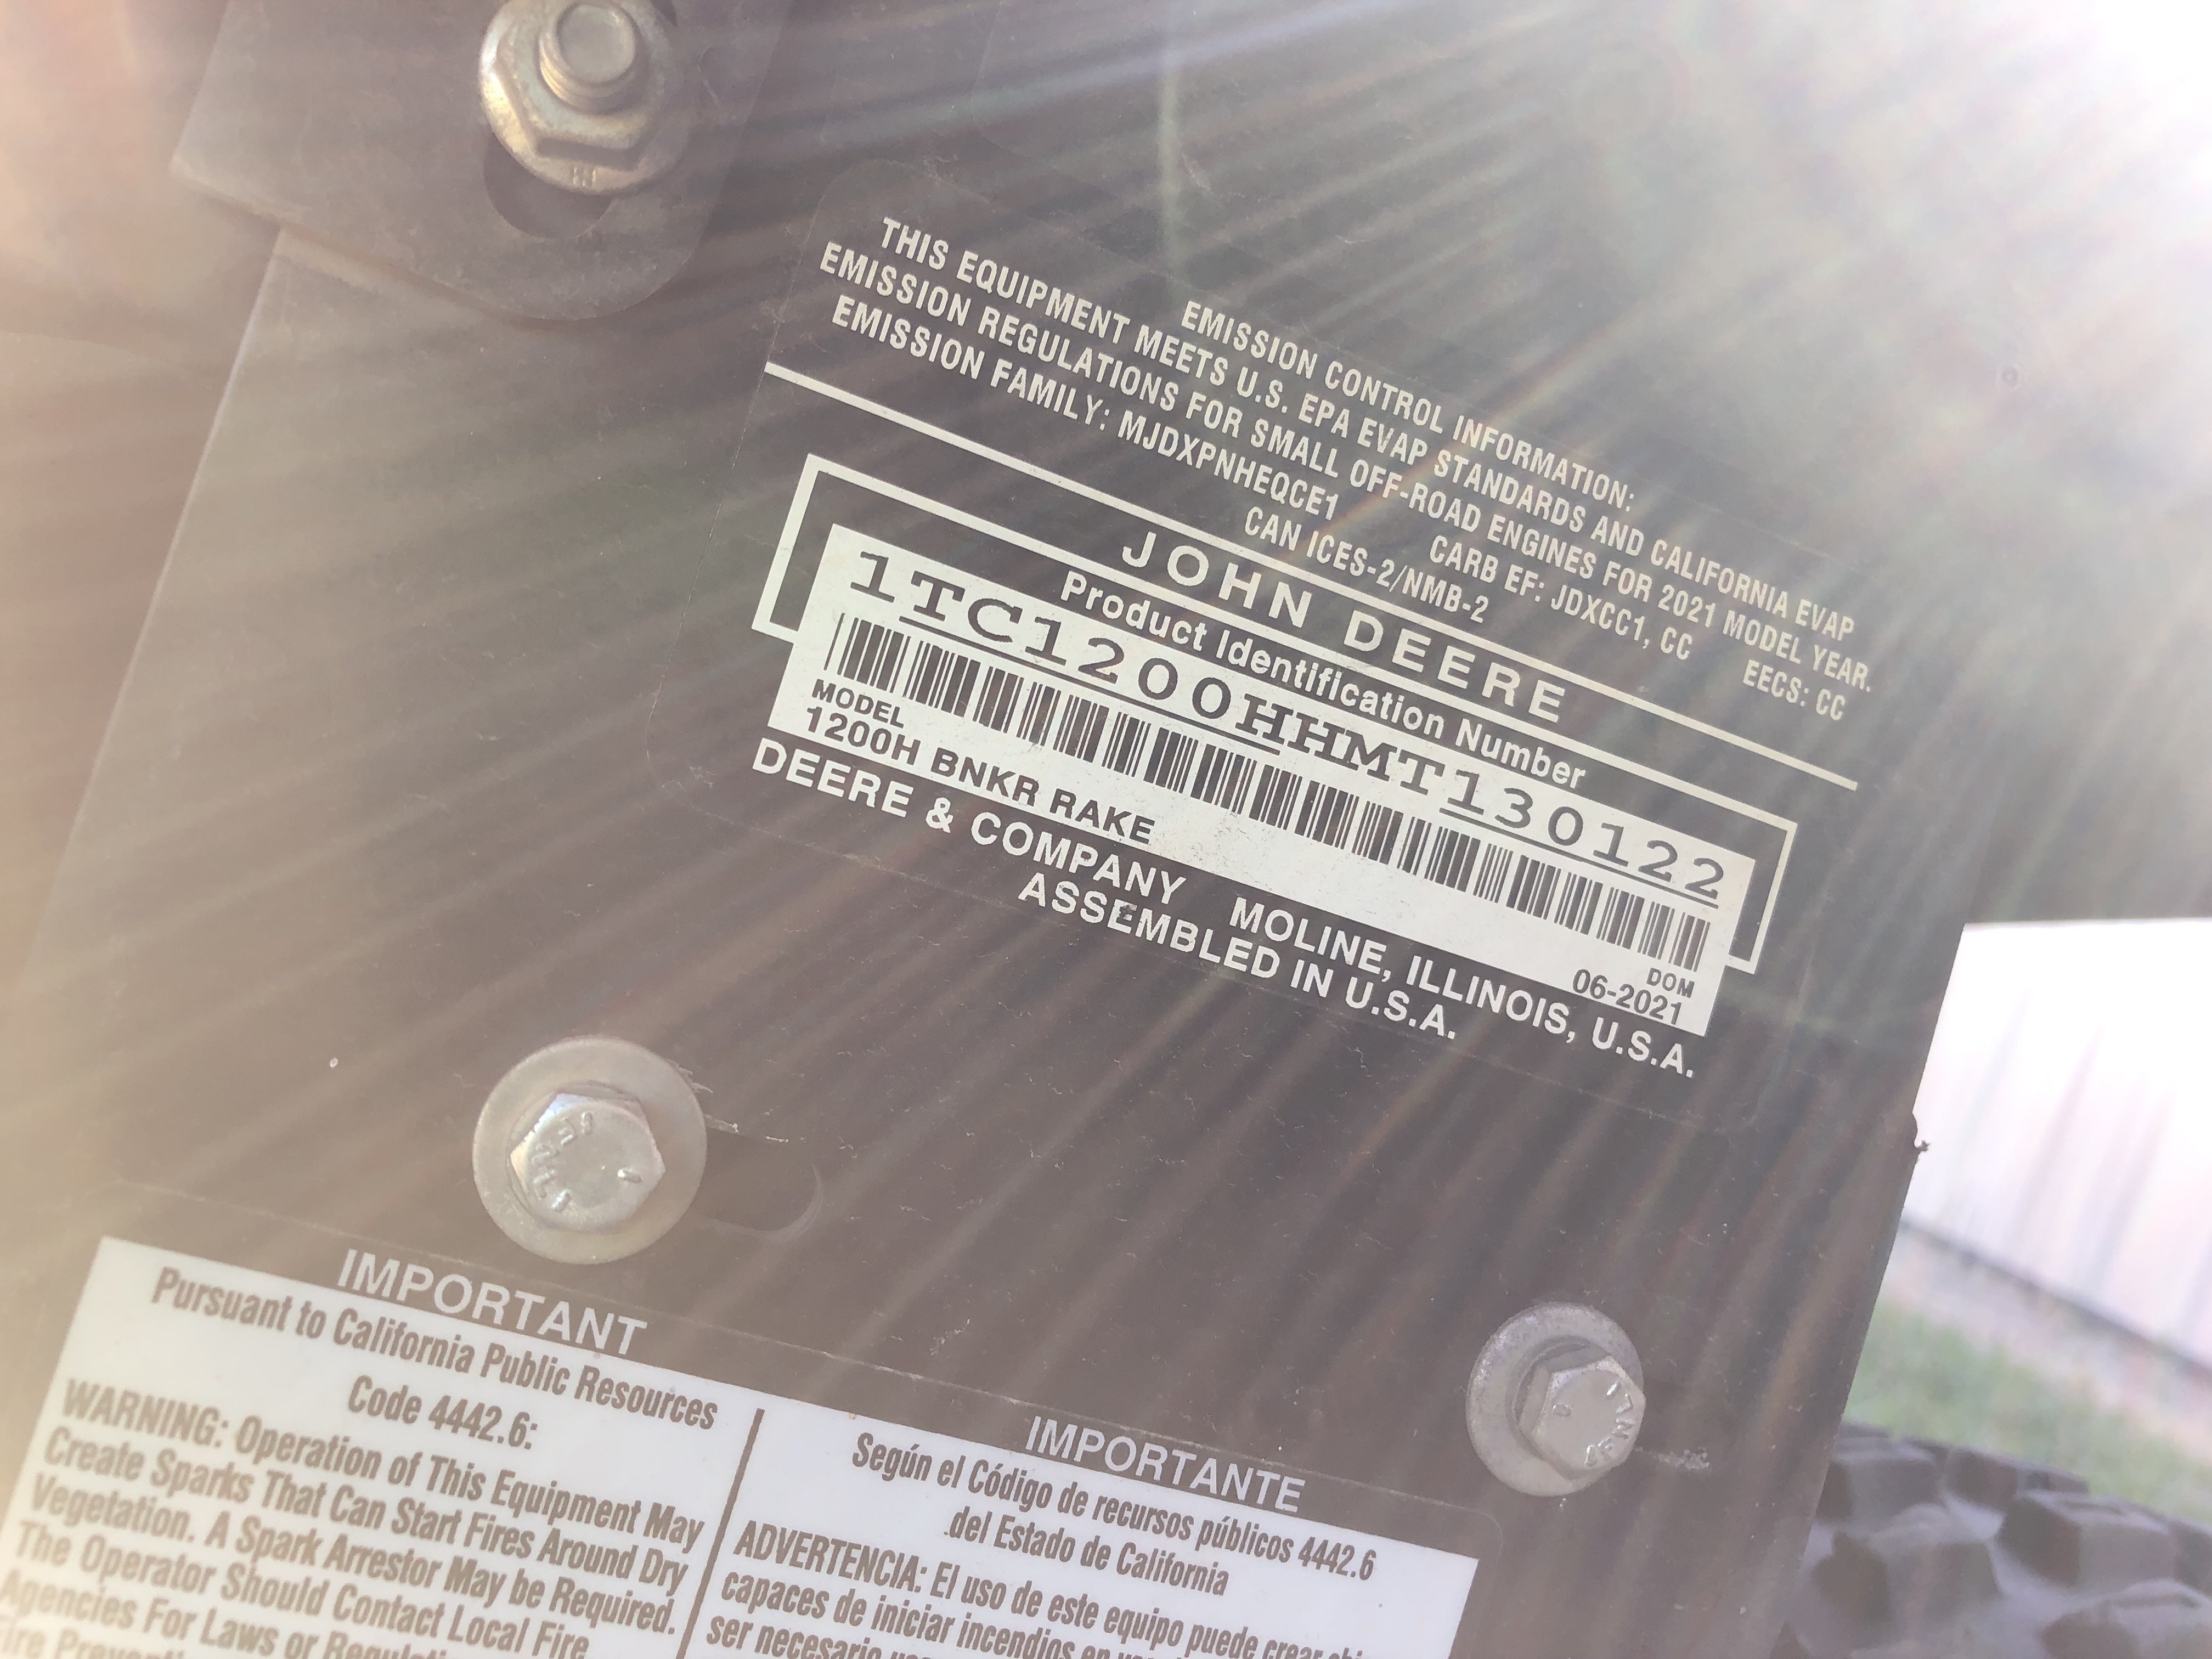 EMISSION CONTROL INFORMATION:
THIS EQUIPMENT MEETS U.S. EPA EVAP STANDARDS AND CALIFORNIA EVAP
EMISSION REGULATIONS FOR SMALL OFF-ROAD ENGINES FOR 2021 MODEL YEAR.
EMISSION FAMILY: MJDXPNHEQCE1 CARB EF: JDXCC1, CC EECS: CC
CAN ICES-2/NMB-2
JOHN DEERE
Product Identification Number
1TC1200HHMT130122
MODEL DOM
1200H BNKR RAKE 06-2021
DEERE & COMPANY MOLINE, ILLINOIS, U.S.A.
ASSEMBLED IN U.S.A.
IMPORTANT
Pursuant to California Public Resources
Code 4442.6:
WARNING: Operation of This Equipment May
Create Sparks That Can Start Fires Around Dry
Vegetation. A Spark Arrestor May be Required.
The Operator Should Contact Local Fire
Agencies For Laws or
Fire
IMPORTANTE
Según el Código de recursos públicos 4442.6
del Estado de California
ADVERTENCIA: El uso de este equipo puede crear
capaces de iniciar incendios en
ser necesario